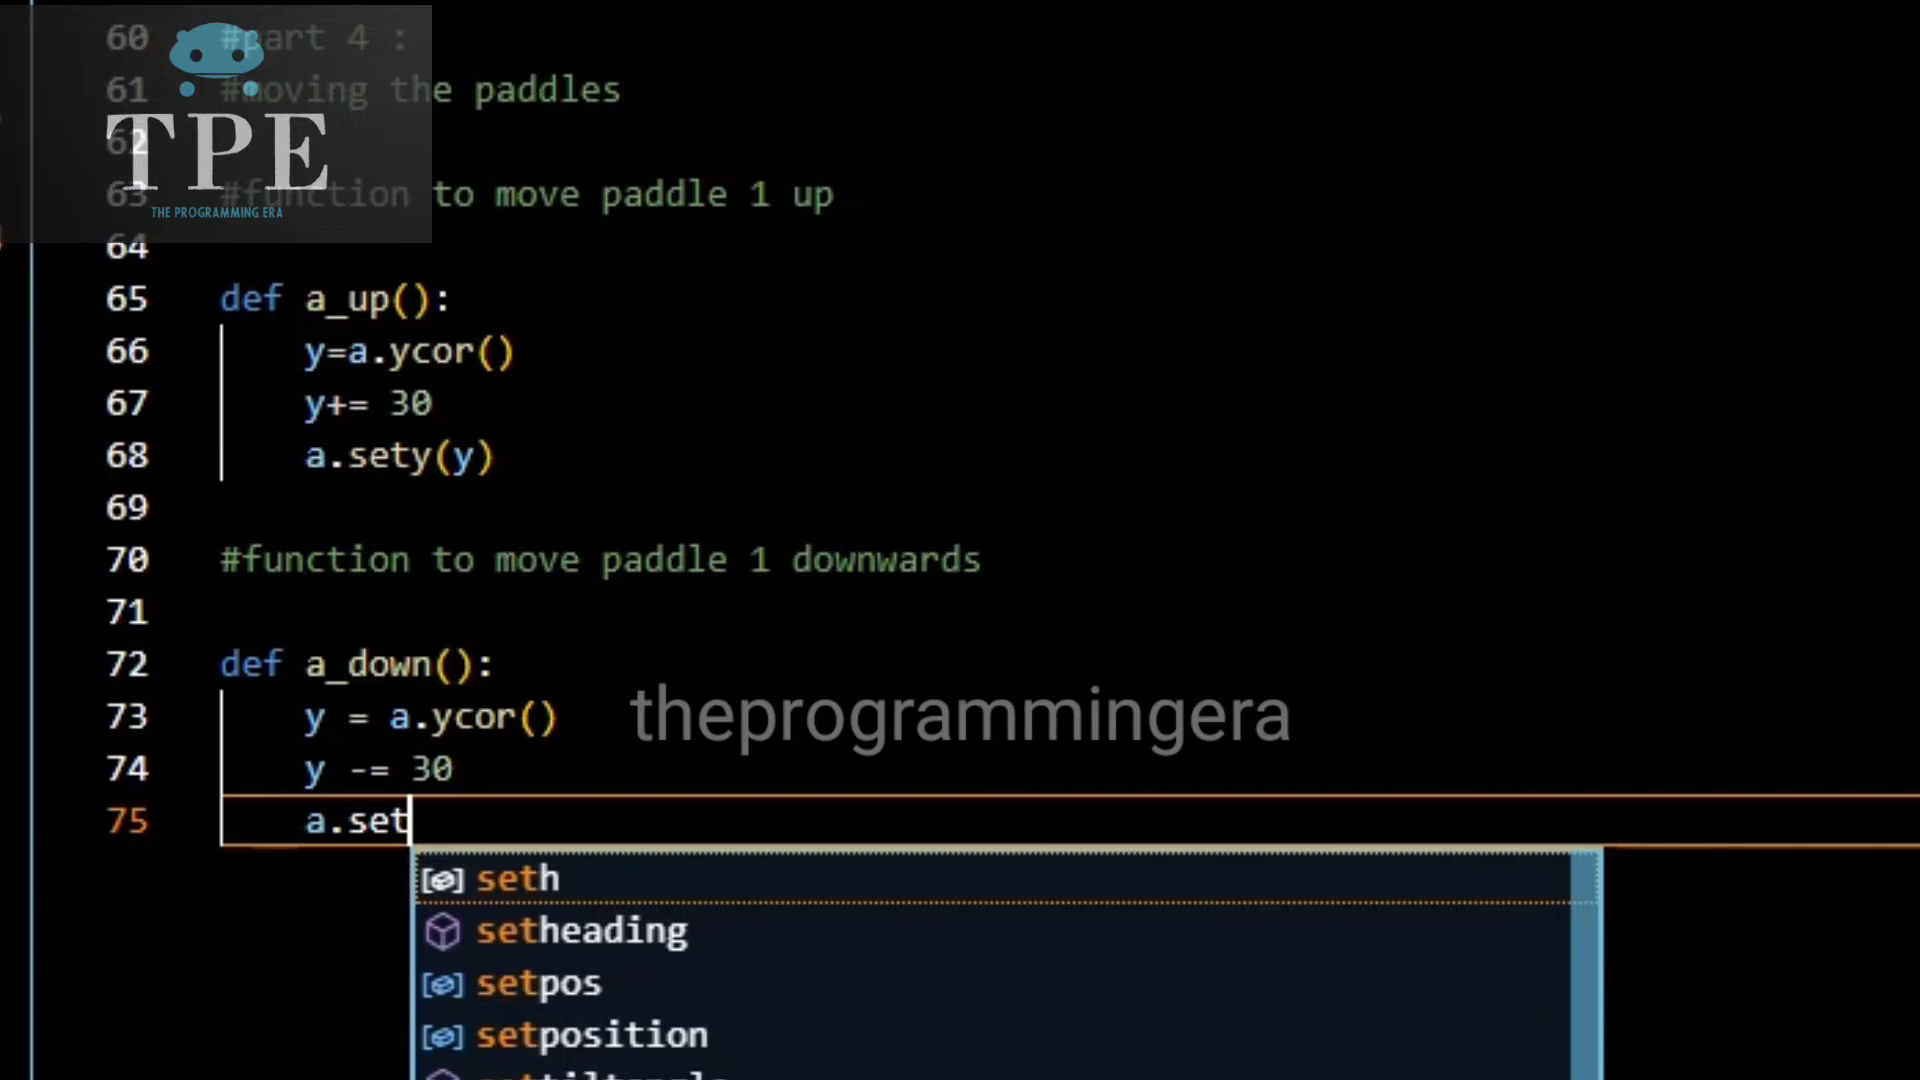 60 #part 4 :
61 #moving the paddles
62
63 #function to move paddle 1 up
TPE
THE PROGRAMMING ERA
64
65 def a_up():
66 y=a.ycor()
67 y+= 30
68 a.sety(y)
69
70 #function to move paddle 1 downwards
71
72 def a_down():
73 y = a.ycor()
theprogrammingera
74 y -= 30
75 a.set
seth
setheading
setpos
setposition